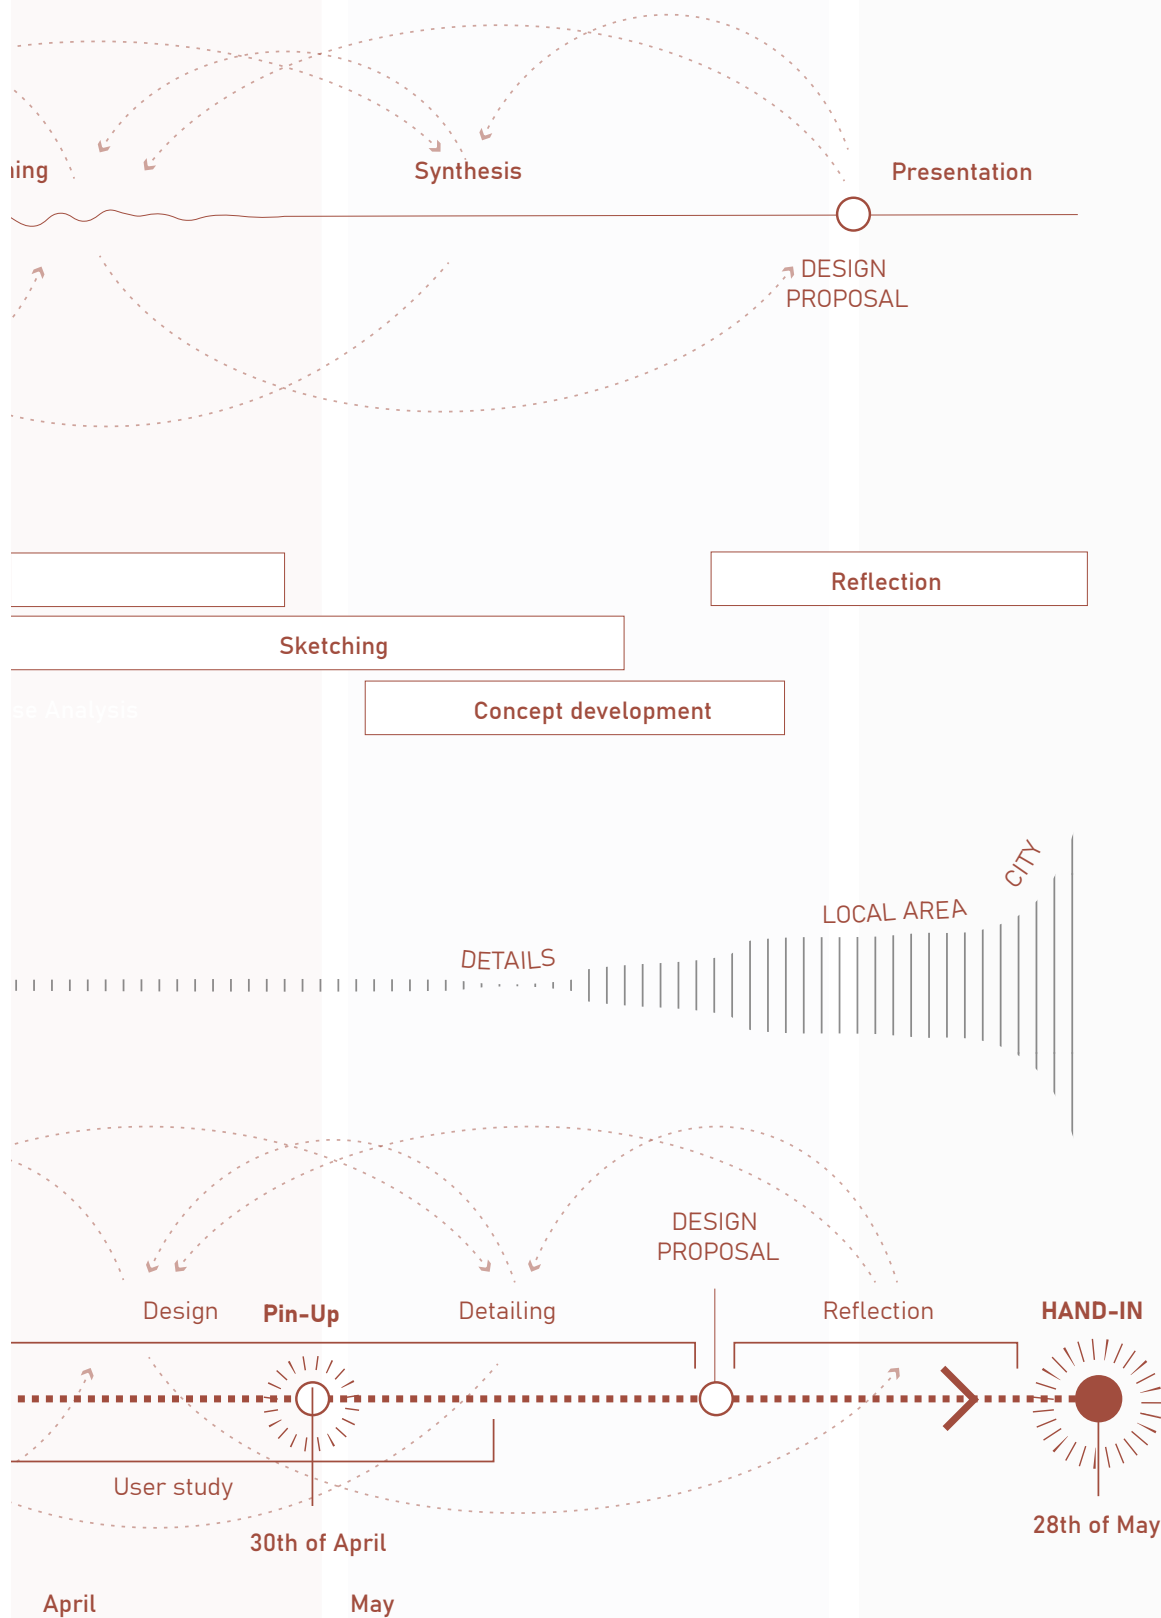 Synthesis
Presentation
DESIGN
PROPOSAL
Reflection
Sketching
Analysis
Concept development
CITY
LOCAL AREA
DETAILS
DESIGN
PROPOSAL
Design
Pin-Up
Detailing
Reflection
HAND-IN
User study
30th of April
28th of May
April
May